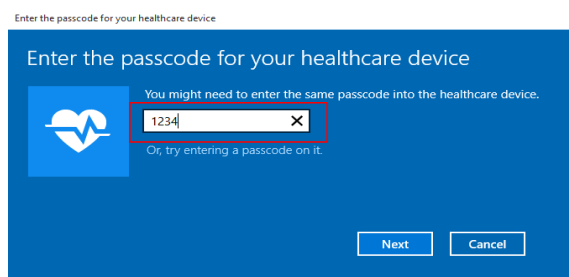 Enter the passcode for your healthcare device
Enter the passcode for your healthcare device
You might need to enter the same passcode into the healthcare device.
1234
Or, try entering a passcode on it.
Next Cancel